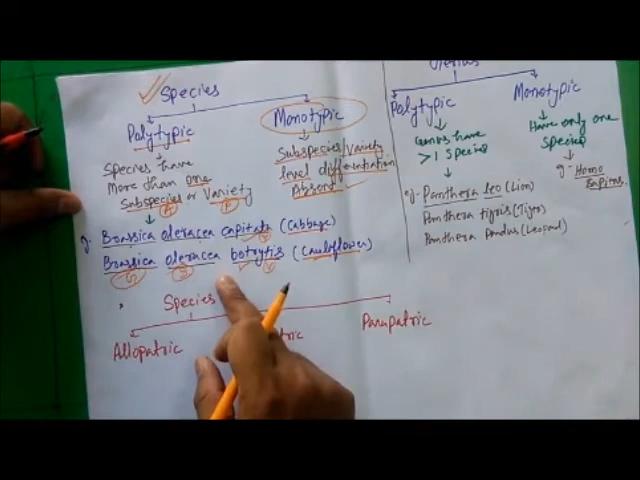 Species
Polytypic
Monotypic
Species have
More than one
Subspecies or Variety
A
P
Subspecies/Variety
level differentiation
Absent
g. Brassica oleracea capitata (Cabbage)
V
Brassica oleracea botrytis (Cauliflower)
G
S
V
Species
Allopatric
tric
Parapatric
Genus
Polytypic
Monotypic
Genus have
>1 Species
eg- Panthera leo (Lion)
Panthera tigris (Tiger)
Panthera Pardus (Leopard)
Have only one
Species
g- Homo
Sapiens.